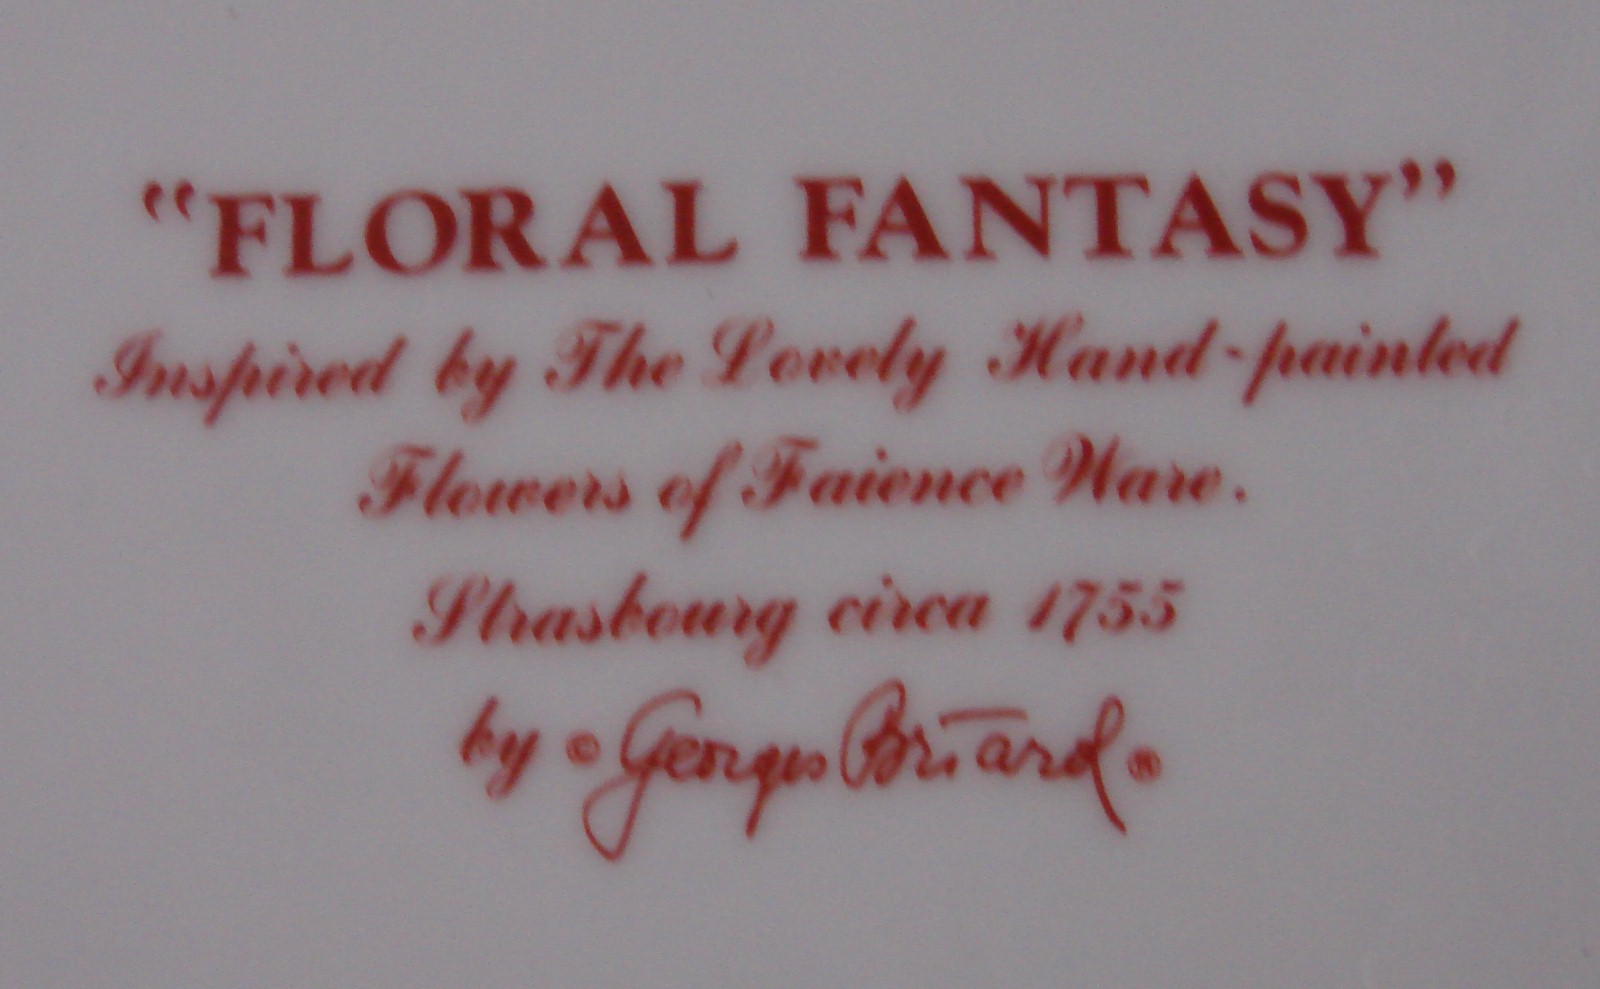 “FLORAL FANTASY”
Inspired by The Lovely Hand-painted
Flowers of Faience Ware.
Strasbourg circa 1755
by © Georges Briard ®